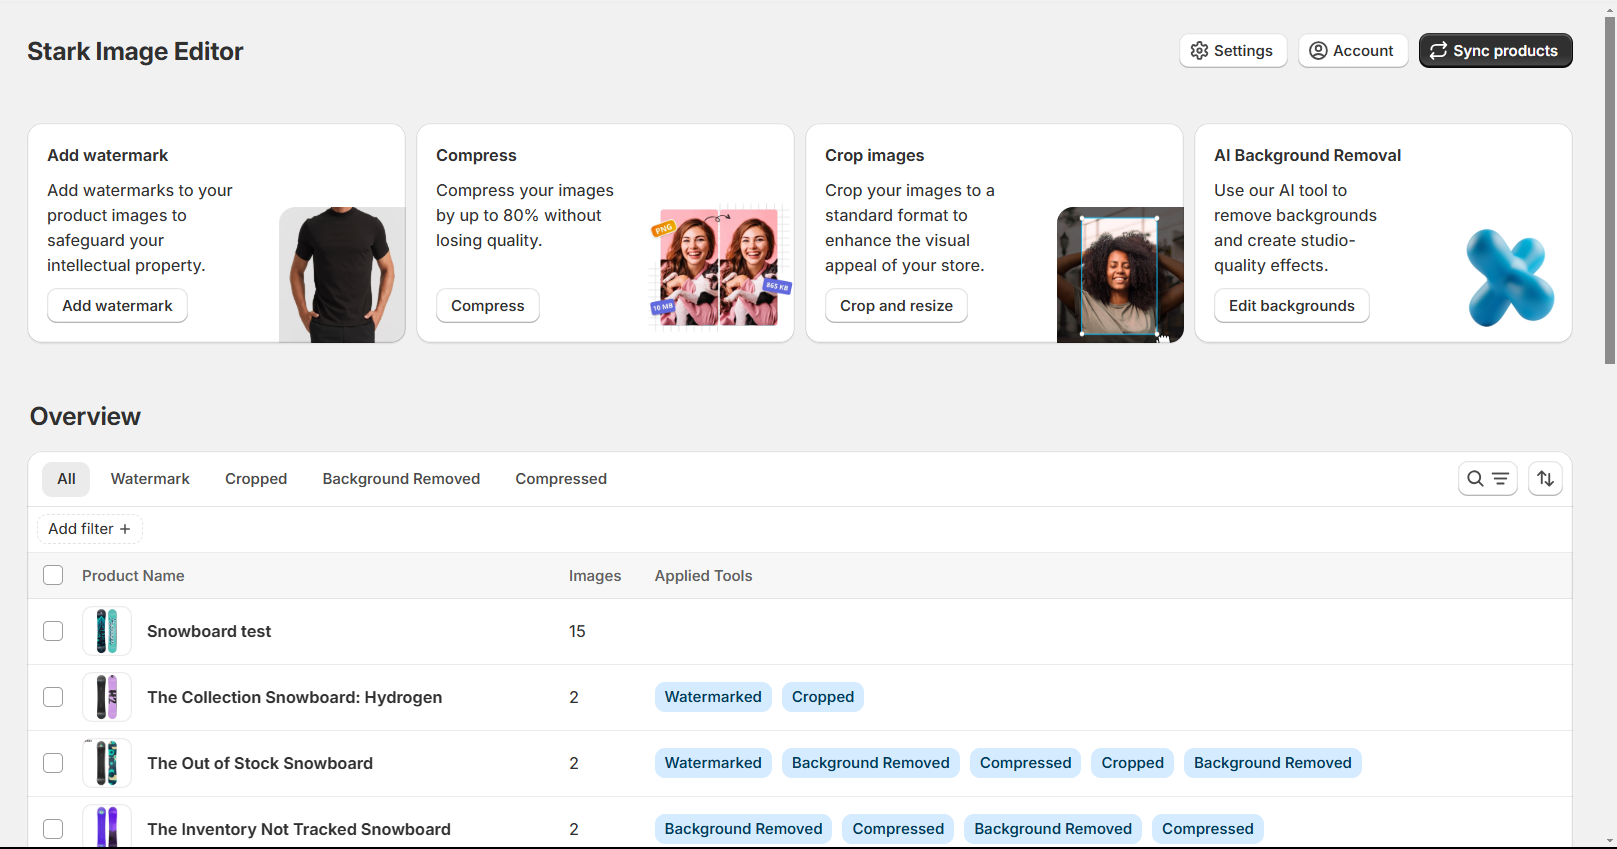 Stark Image Editor
Settings
Account
Sync products
Add watermark
Add watermarks to your
product images to
safeguard your
intellectual property.
Add watermark
Compress
Compress your images
by up to 80% without
losing quality.
Compress
PNG
10 MB
865 KB
Crop images
Crop your images to a
standard format to
enhance the visual
appeal of your store.
Crop and resize
AI Background Removal
Use our AI tool to
remove backgrounds
and create studio-
quality effects.
Edit backgrounds
Overview
All Watermark Cropped Background Removed Compressed
Add filter +
Product Name Images Applied Tools
Snowboard test 15
The Collection Snowboard: Hydrogen 2 Watermarked Cropped
The Out of Stock Snowboard 2 Watermarked Background Removed Compressed Cropped Background Removed
The Inventory Not Tracked Snowboard 2 Background Removed Compressed Background Removed Compressed